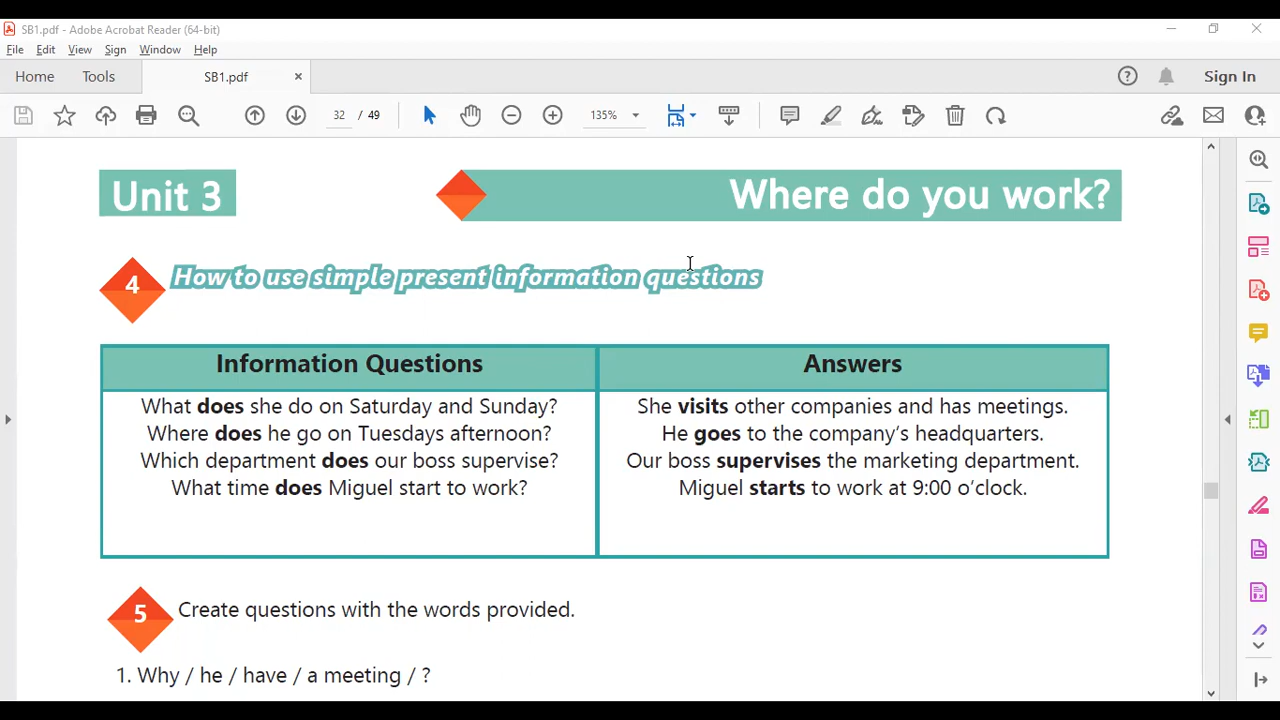 SB1.pdf - Adobe Acrobat Reader (64-bit)
File Edit View Sign Window Help
Home Tools SB1.pdf × Sign In
32 / 49 135%
Unit 3 Where do you work?
4 How to use simple present information questions
Information Questions Answers
What does she do on Saturday and Sunday? She visits other companies and has meetings.
Where does he go on Tuesdays afternoon? He goes to the company's headquarters.
Which department does our boss supervise? Our boss supervises the marketing department.
What time does Miguel start to work? Miguel starts to work at 9:00 o'clock.
5 Create questions with the words provided.
1. Why / he / have / a meeting / ?